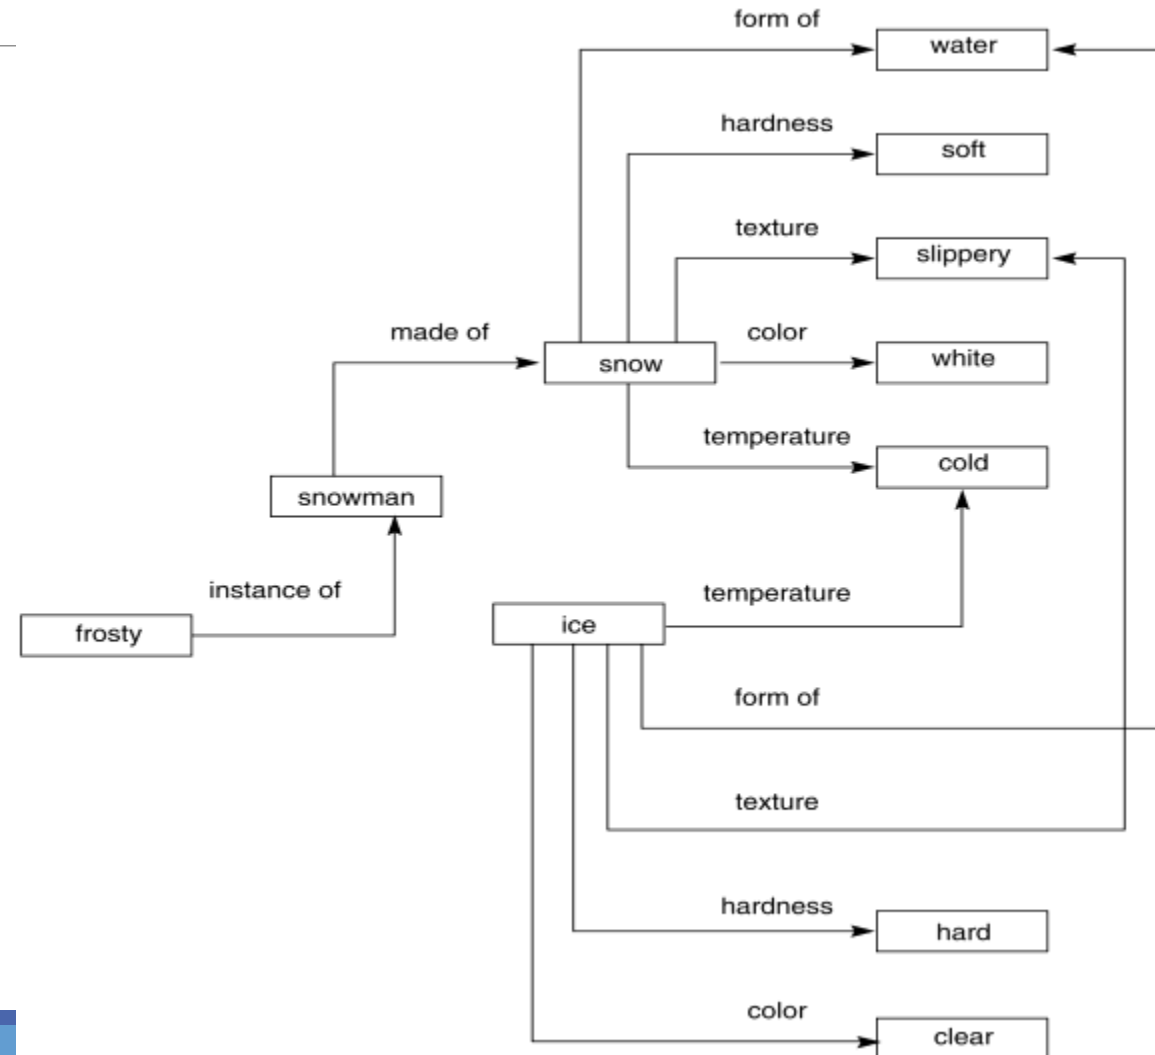 form of
water
hardness
soft
texture
slippery
made of
color
snow
white
temperature
cold
snowman
instance of
temperature
frosty
ice
form of
texture
hardness
hard
color
clear